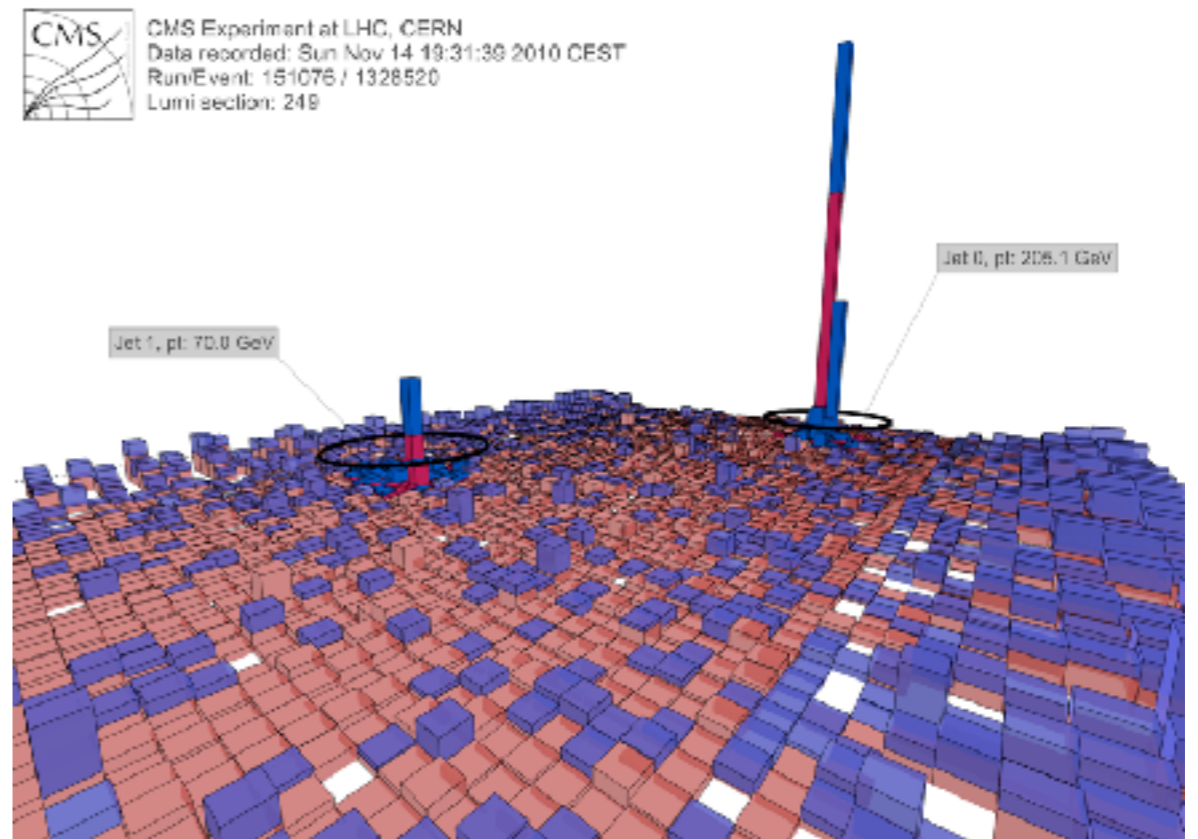 CMS
CMS Experiment at LHC, CERN
Data recorded: Sun Nov 14 19:31:39 2010 CEST
Run/Event: 151076 / 1328520
Lumi section: 249
Jet 0, pt: 205.1 GeV
Jet 1, pt: 70.0 GeV